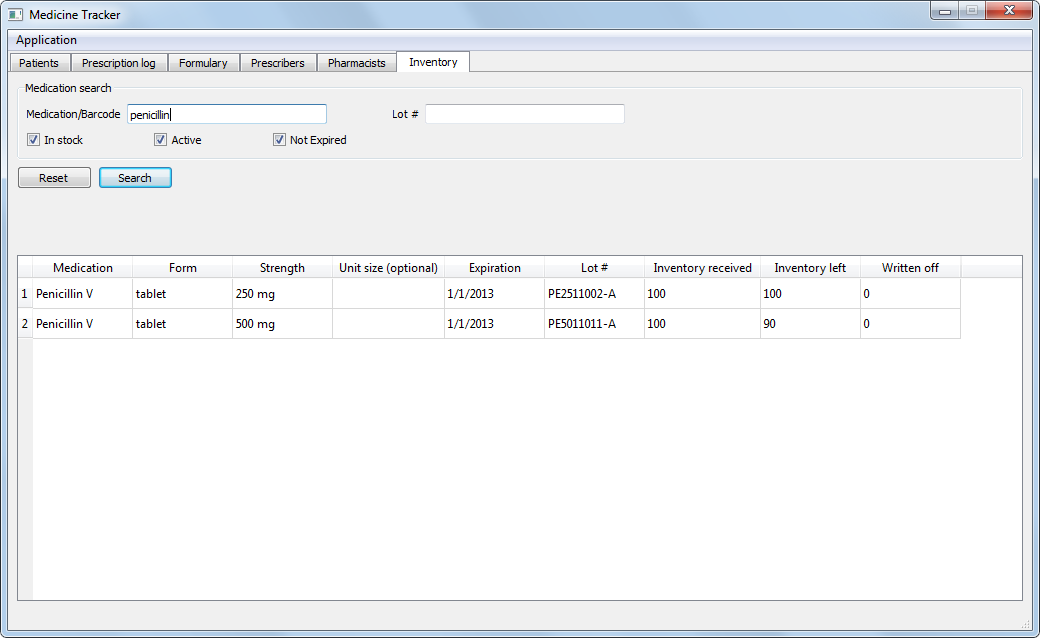 Medicine Tracker
Application
Patients Prescription log Formulary Prescribers Pharmacists Inventory
Medication search
Medication/Barcode penicillin Lot #
In stock Active Not Expired
Reset Search
Medication Form Strength Unit size (optional) Expiration Lot # Inventory received Inventory left Written off
1 Penicillin V tablet 250 mg 1/1/2013 PE2511002-A 100 100 0
2 Penicillin V tablet 500 mg 1/1/2013 PE5011011-A 100 90 0